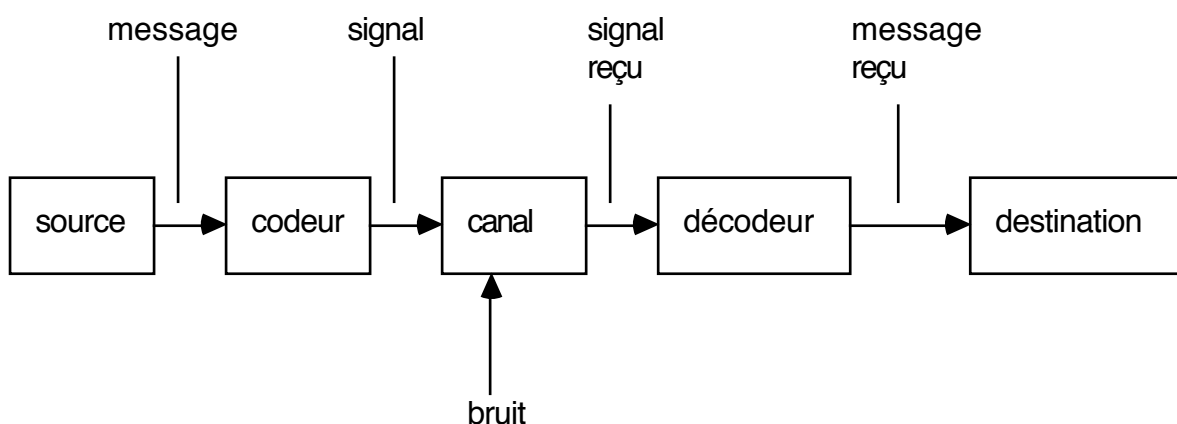 message
signal
signal
reçu
message
reçu
source
codeur
canal
décodeur
destination
bruit